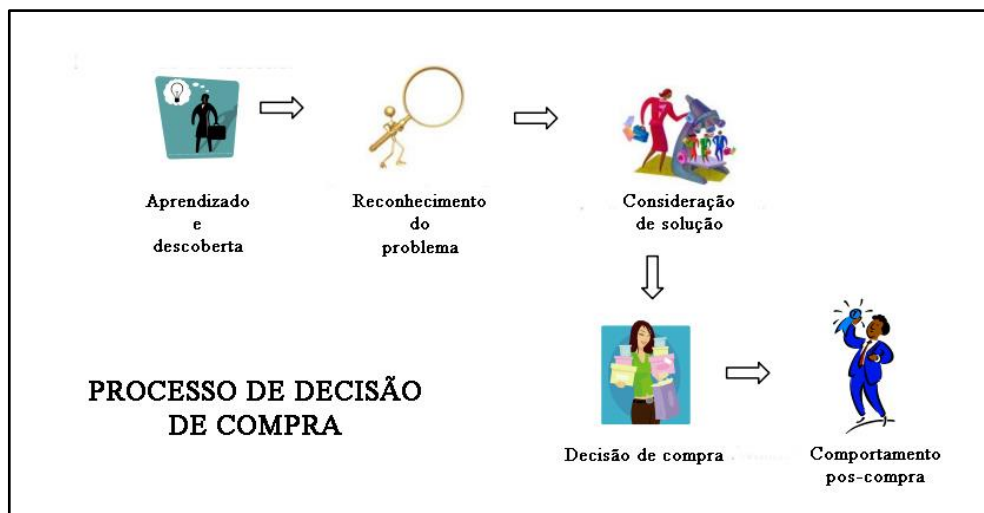 Aprendizado
e
descoberta
Reconhecimento
do
problema
Consideração
de solução
PROCESSO DE DECISÃO
DE COMPRA
Decisão de compra
Comportamento
pos-compra